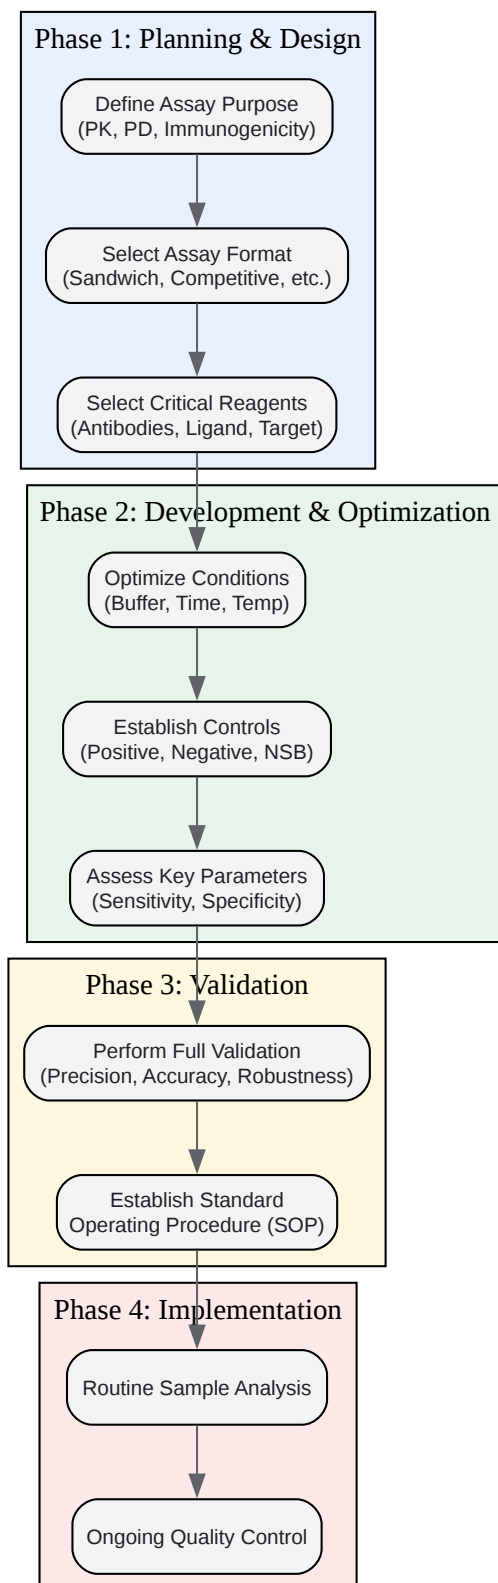 Phase 1: Planning & Design
Define Assay Purpose
(PK, PD, Immunogenicity)
Select Assay Format
(Sandwich, Competitive, etc.)
Select Critical Reagents
(Antibodies, Ligand, Target)
Phase 2: Development & Optimization
Optimize Conditions
(Buffer, Time, Temp)
Establish Controls
(Positive, Negative, NSB)
Assess Key Parameters
(Sensitivity, Specificity)
Phase 3: Validation
Perform Full Validation
(Precision, Accuracy, Robustness)
Establish Standard
Operating Procedure (SOP)
Phase 4: Implementation
Routine Sample Analysis
Ongoing Quality Control